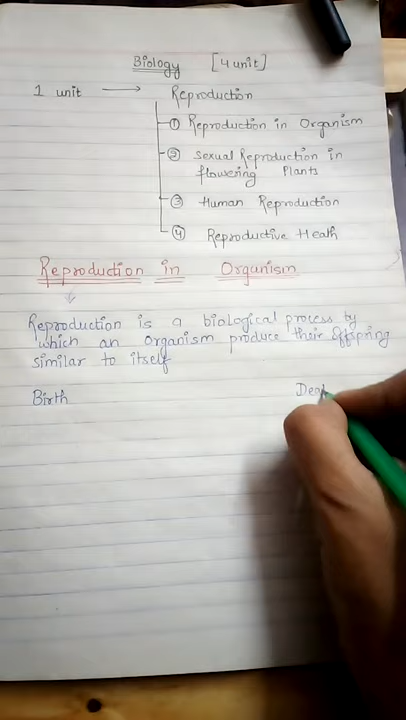 Biology [4 unit]
1 unit → Reproduction
① Reproduction in Organism
② Sexual Reproduction in
flowering Plants
③ Human Reproduction
④ Reproductive Heath
Reproduction in Organism
Reproduction is a biological process by
which an organism produce their offspring
similar to itself
Birth Deat